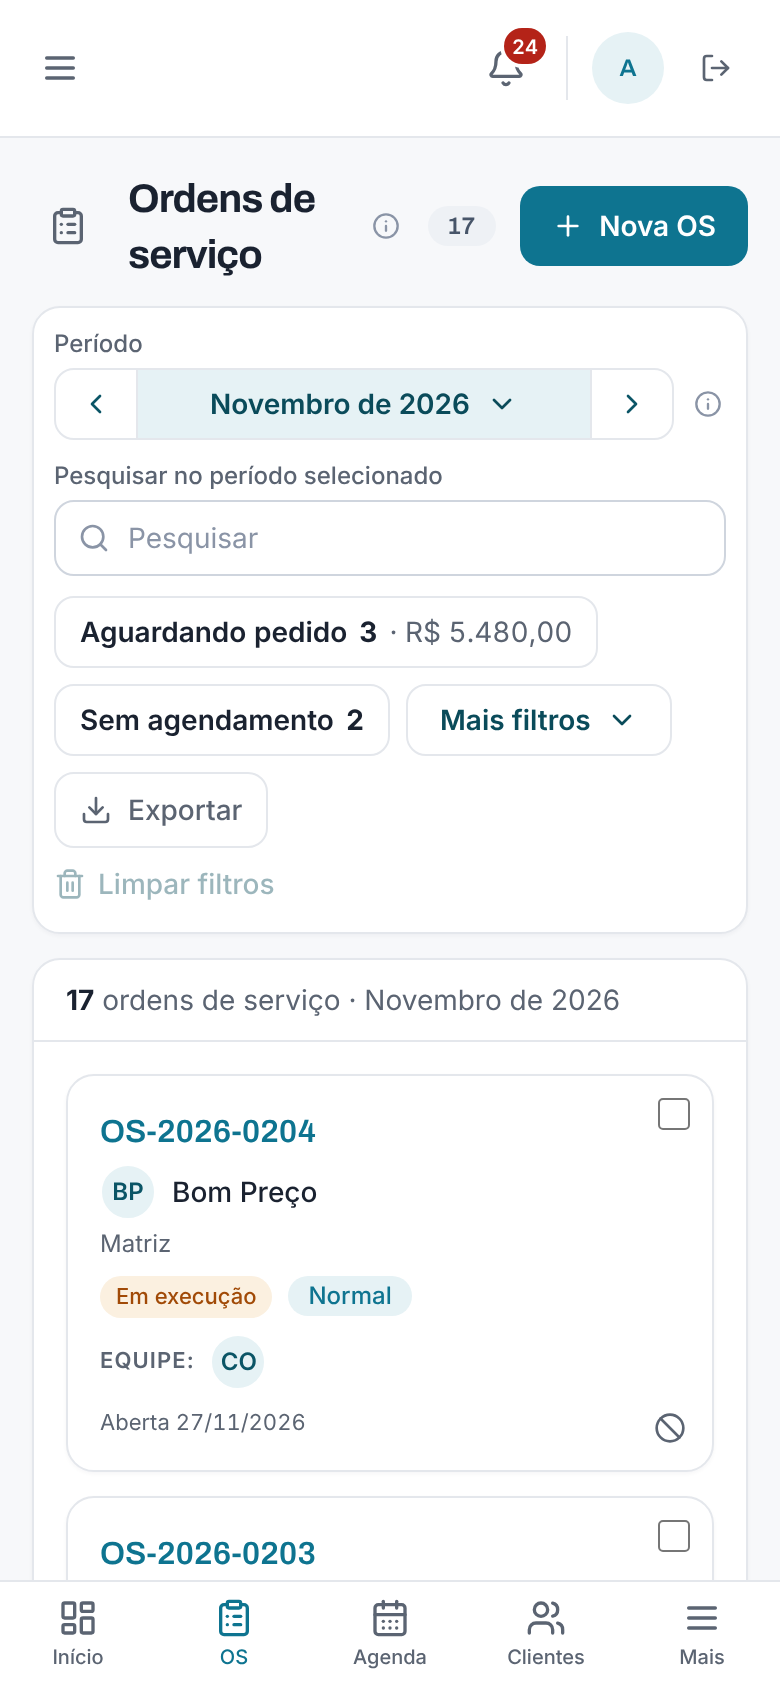 24
A
Ordens de
serviço
17
Nova OS
Período
Novembro de 2026
Pesquisar no período selecionado
Pesquisar
Aguardando pedido 3 · R$ 5.480,00
Sem agendamento 2
Mais filtros
Exportar
Limpar filtros
17 ordens de serviço · Novembro de 2026
OS-2026-0204
BP Bom Preço
Matriz
Em execução Normal
EQUIPE: CO
Aberta 27/11/2026
OS-2026-0203
Início OS Agenda Clientes Mais